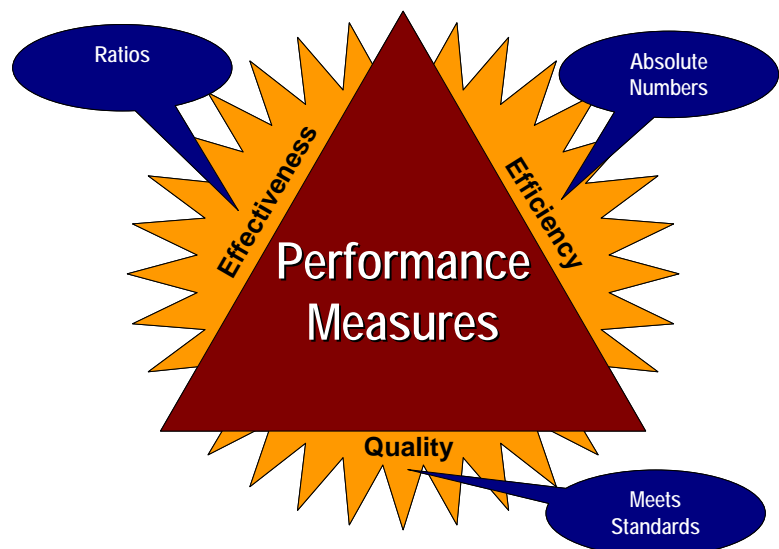 Ratios
Absolute
Numbers
Effectiveness
Efficiency
Performance
Measures
Quality
Meets
Standards